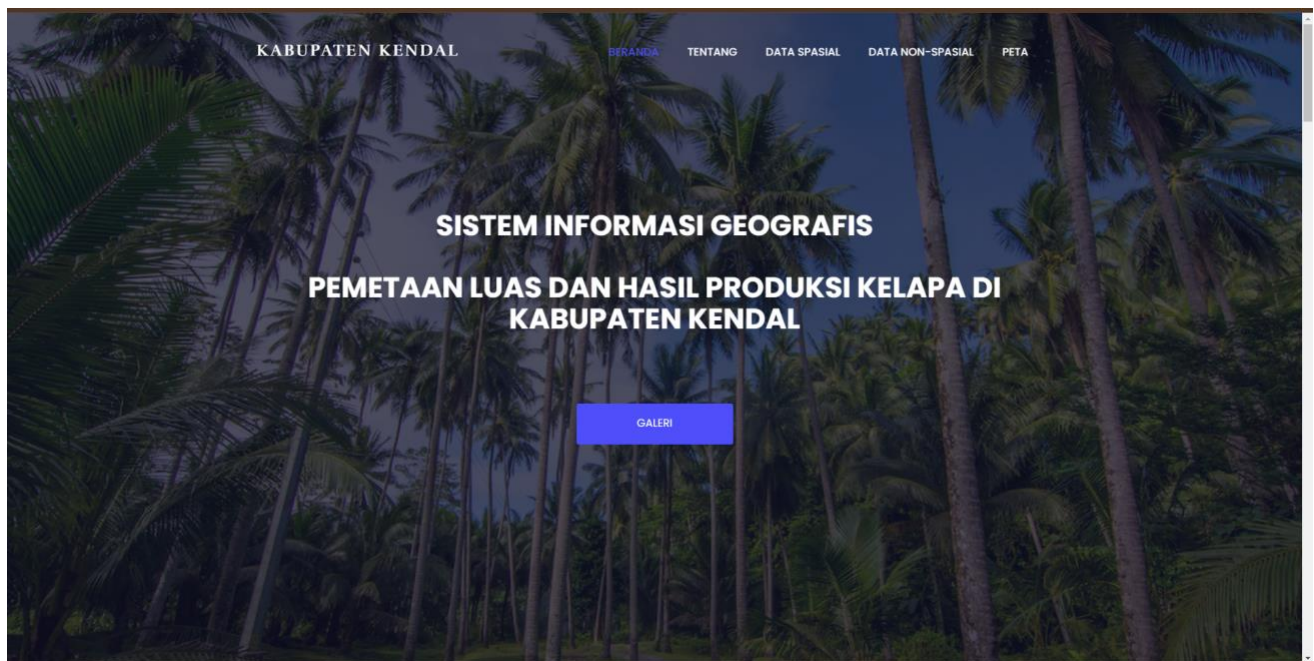 KABUPATEN KENDAL
BERANDA TENTANG DATA SPASIAL DATA NON-SPASIAL PETA
SISTEM INFORMASI GEOGRAFIS
PEMETAAN LUAS DAN HASIL PRODUKSI KELAPA DI
KABUPATEN KENDAL
GALERI